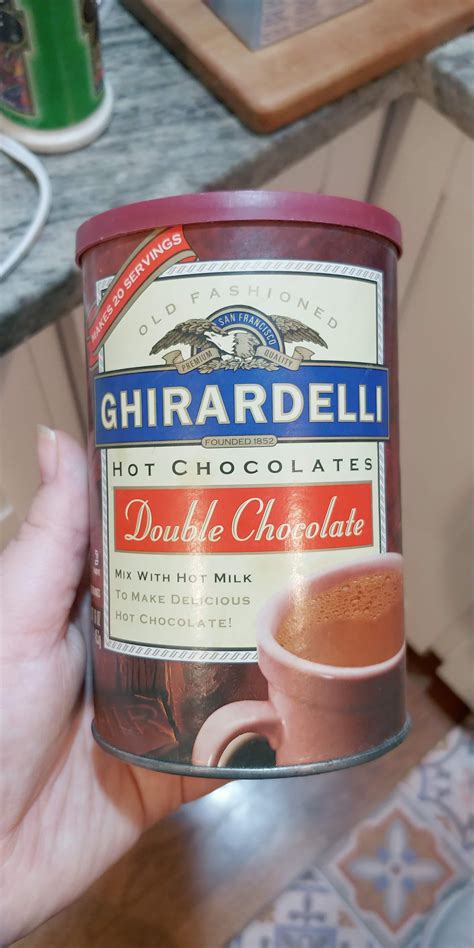 MAKES 20 SERVINGS
OLD FASHIONED
SAN FRANCISCO
PREMIUM QUALITY
GHIRARDELLI
FOUNDED 1852
HOT CHOCOLATES
Double Chocolate
MIX WITH HOT MILK
TO MAKE DELICIOUS
HOT CHOCOLATE!